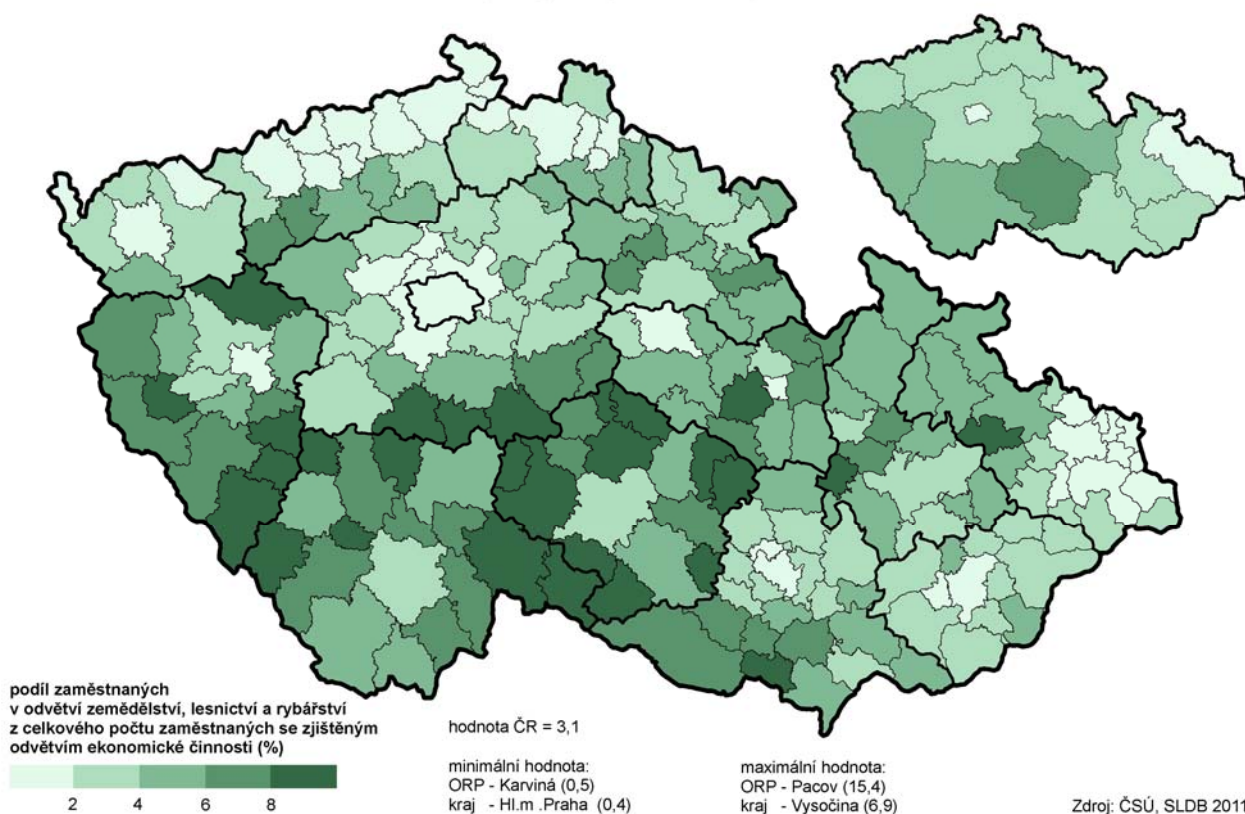 podíl zaměstnaných
v odvětví zemědělství, lesnictví a rybářství
z celkového počtu zaměstnaných se zjištěným
odvětvím ekonomické činnosti (%)
2 4 6 8
hodnota ČR = 3,1
minimální hodnota:
ORP - Karviná (0,5)
kraj - Hl.m .Praha (0,4)
maximální hodnota:
ORP - Pacov (15,4)
kraj - Vysočina (6,9)
Zdroj: ČSÚ, SLDB 2011